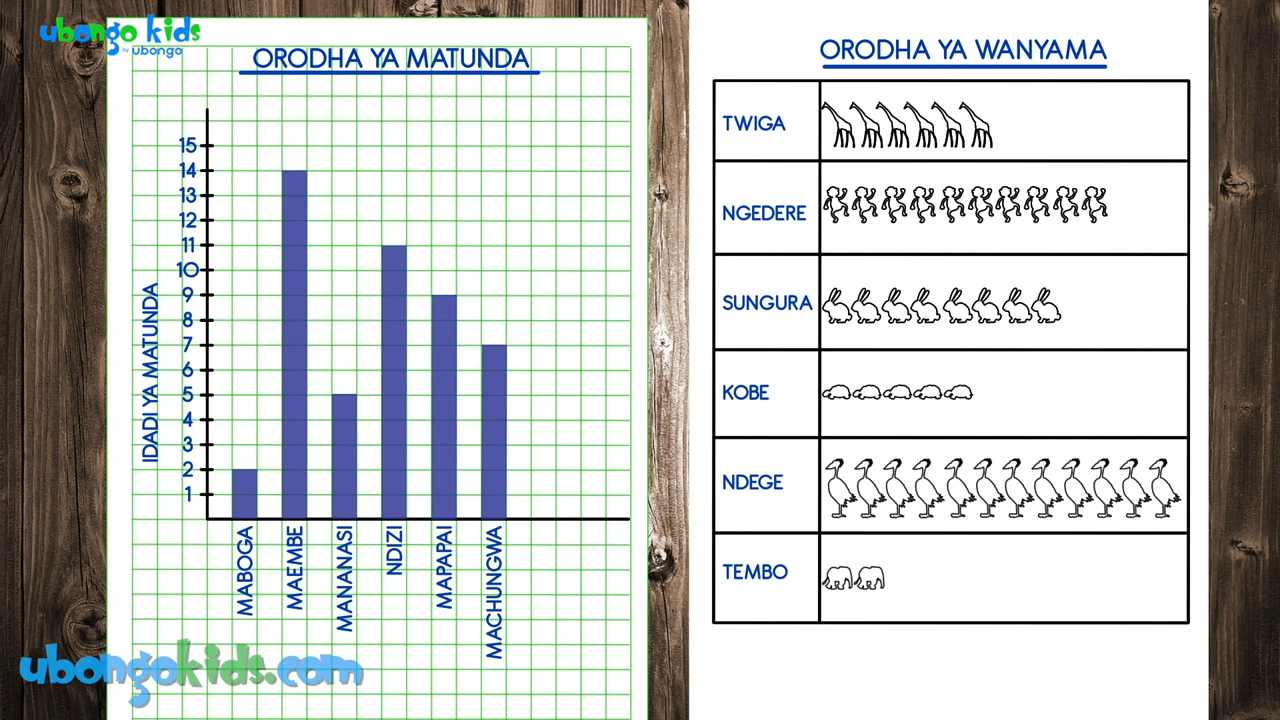 ubongo kids
by ubongo
ORODHA YA MATUNDA
IDADI YA MATUNDA
15
14
13
12
11
10
9
8
7
6
5
4
3
2
1
MABOGA
MAEMBE
MANANASI
NDIZI
MAPAPAI
MACHUNGWA
ubongokids.com
ORODHA YA WANYAMA
TWIGA
NGEDERE
SUNGURA
KOBE
NDEGE
TEMBO